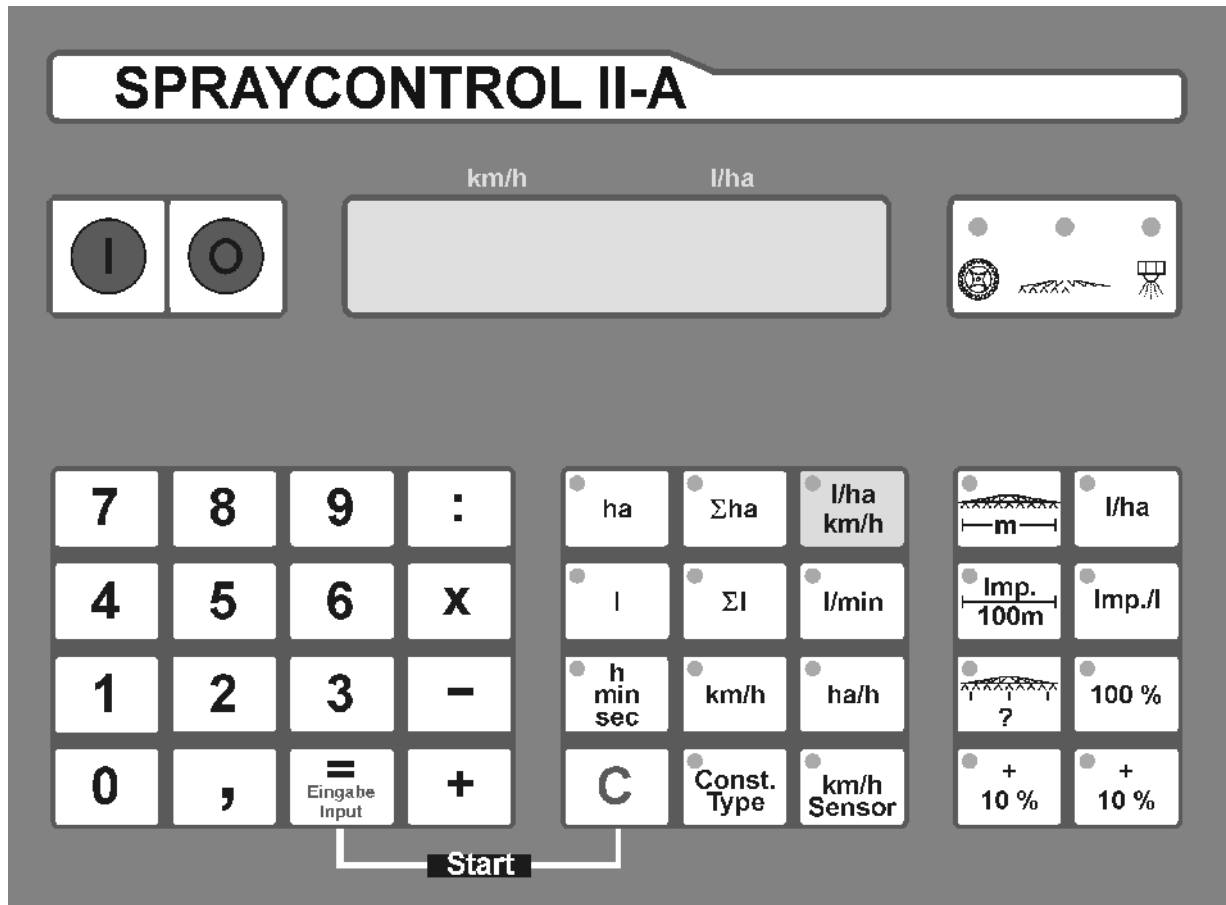 SPRAYCONTROL II-A
km/h l/ha
I O
7 8 9 :
4 5 6 x
1 2 3 −
0 , =
Eingabe
Input
+
ha Σha l/ha
km/h
l Σl l/min
h
min
sec
km/h ha/h
C Const.
Type
km/h
Sensor
m l/ha
Imp.
100m
Imp./l
?
100 %
+
10 %
+
10 %
Start